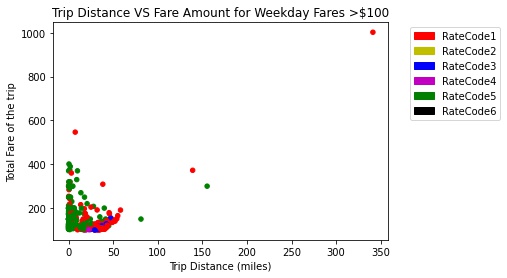 Trip Distance VS Fare Amount for Weekday Fares >$100
1000
800
600
400
200
Total Fare of the trip
0
50
100
150
200
250
300
350
Trip Distance (miles)
RateCode1
RateCode2
RateCode3
RateCode4
RateCode5
RateCode6